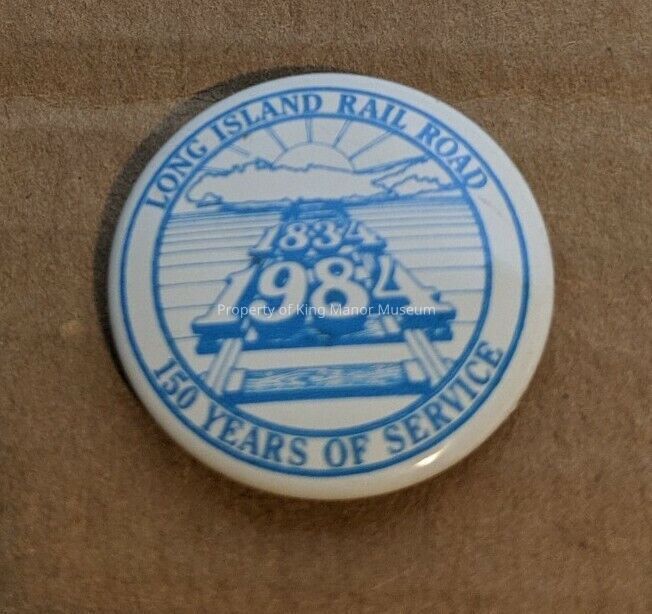 LONG ISLAND RAIL ROAD
1834
1984
Property of King Manor Museum
150 YEARS OF SERVICE